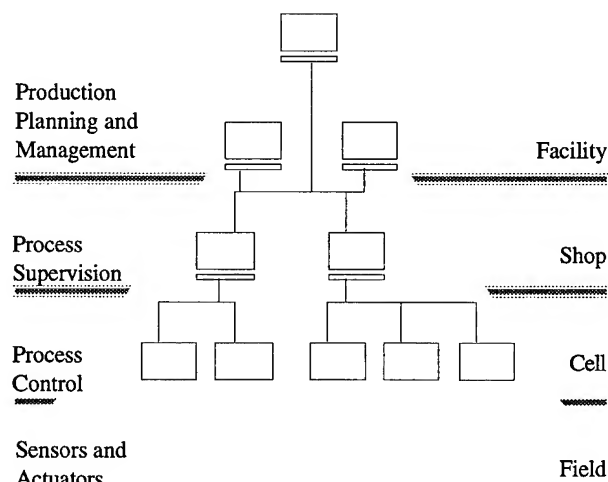 Production
Planning and
Management
Facility
Process
Supervision
Shop
Process
Control
Cell
Sensors and
Actuators
Field